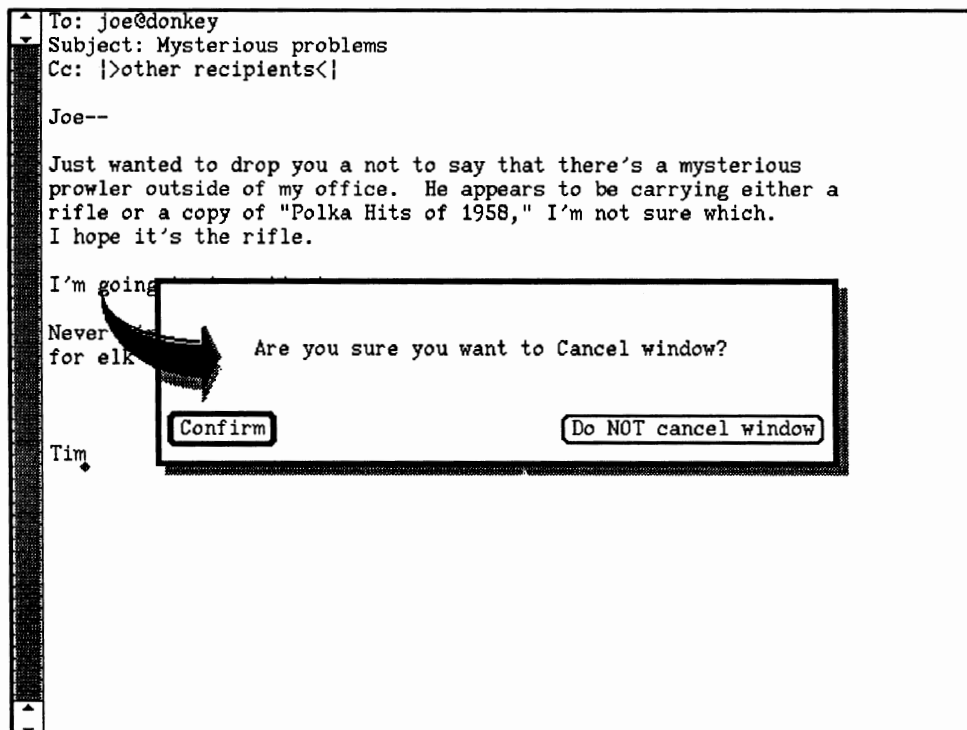 To: joe@donkey
Subject: Mysterious problems
Cc: |>other recipients<|
Joe--
Just wanted to drop you a not to say that there's a mysterious
prowler outside of my office.  He appears to be carrying either a
rifle or a copy of "Polka Hits of 1958," I'm not sure which.
I hope it's the rifle.
I'm going
Never
for elk
Are you sure you want to Cancel window?
Confirm
Do NOT cancel window
Tim